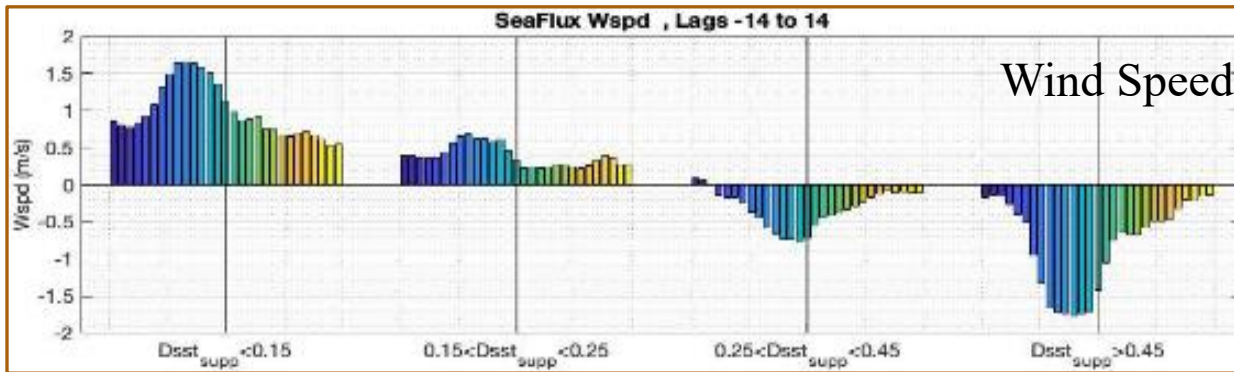 SeaFlux Wspd , Lags -14 to 14
Wind Speed
Wspd (m/s)
2
1.5
1
0.5
0
-0.5
-1
-1.5
-2
Dsst_supp<0.15
0.15<Dsst_supp<0.25
0.25<Dsst_supp<0.45
Dsst_supp>0.45